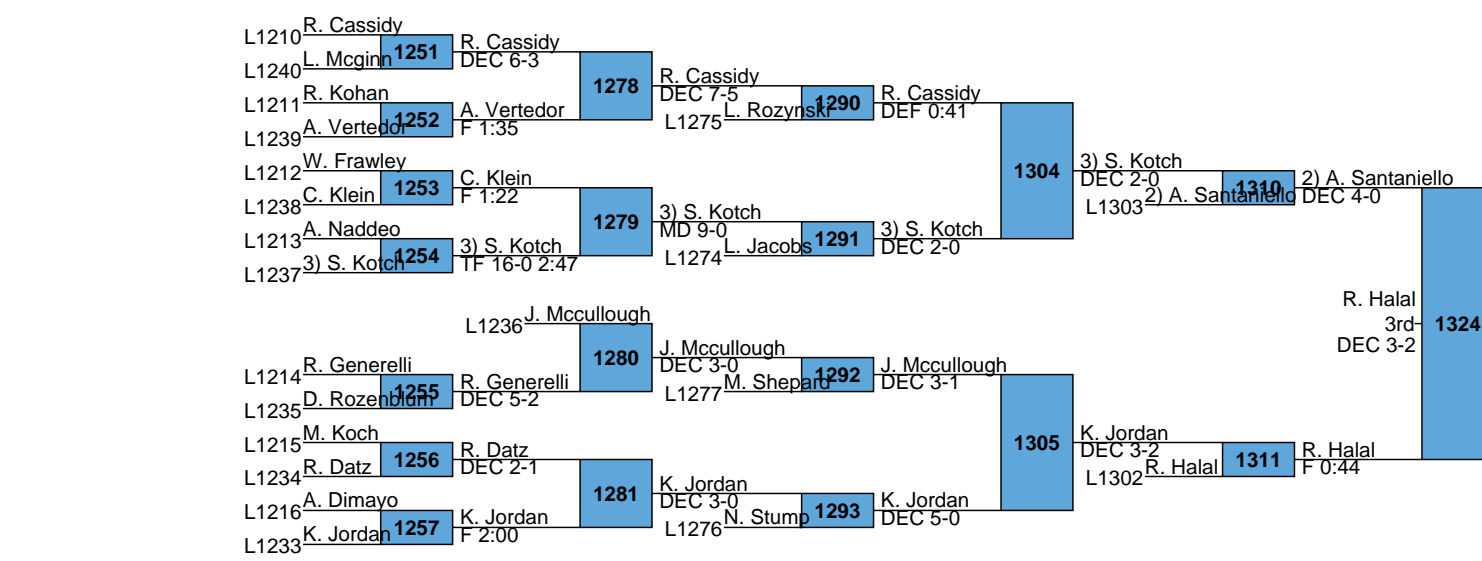 L1210 R. Cassidy
1251
L1240 L. Mcginn
R. Cassidy
DEC 6-3
L1211 R. Kohan
1252
L1239 A. Vertedor
A. Vertedor
F 1:35
1278
R. Cassidy
DEC 7-5
L1275 L. Rozynski
1290
R. Cassidy
DEF 0:41
L1212 W. Frawley
1253
L1238 C. Klein
C. Klein
F 1:22
L1213 A. Naddeo
1254
L1237 3) S. Kotch
3) S. Kotch
TF 16-0 2:47
1279
3) S. Kotch
MD 9-0
L1274 L. Jacobs
1291
3) S. Kotch
DEC 2-0
1304
3) S. Kotch
DEC 2-0
L1303 2) A. Santaniello
1310
2) A. Santaniello
DEC 4-0
L1236 J. Mccullough
1280
L1214 R. Generelli
1255
L1235 D. Rozenblum
R. Generelli
DEC 5-2
J. Mccullough
DEC 3-0
L1277 M. Shepard
1292
J. Mccullough
DEC 3-1
L1215 M. Koch
1256
L1234 R. Datz
R. Datz
DEC 2-1
L1216 A. Dimayo
1257
L1233 K. Jordan
K. Jordan
F 2:00
1281
K. Jordan
DEC 3-0
L1276 N. Stump
1293
K. Jordan
DEC 5-0
1305
K. Jordan
DEC 3-2
L1302 R. Halal
1311
R. Halal
F 0:44
R. Halal
3rd
DEC 3-2
1324